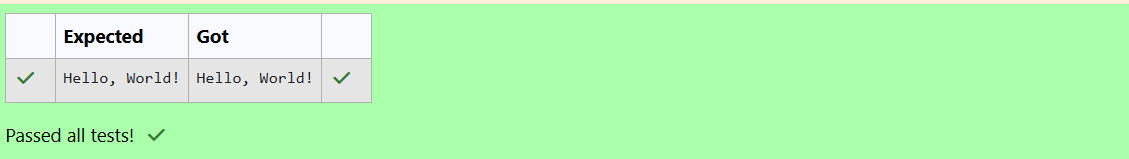 Expected Got
Hello, World! Hello, World!
Passed all tests!